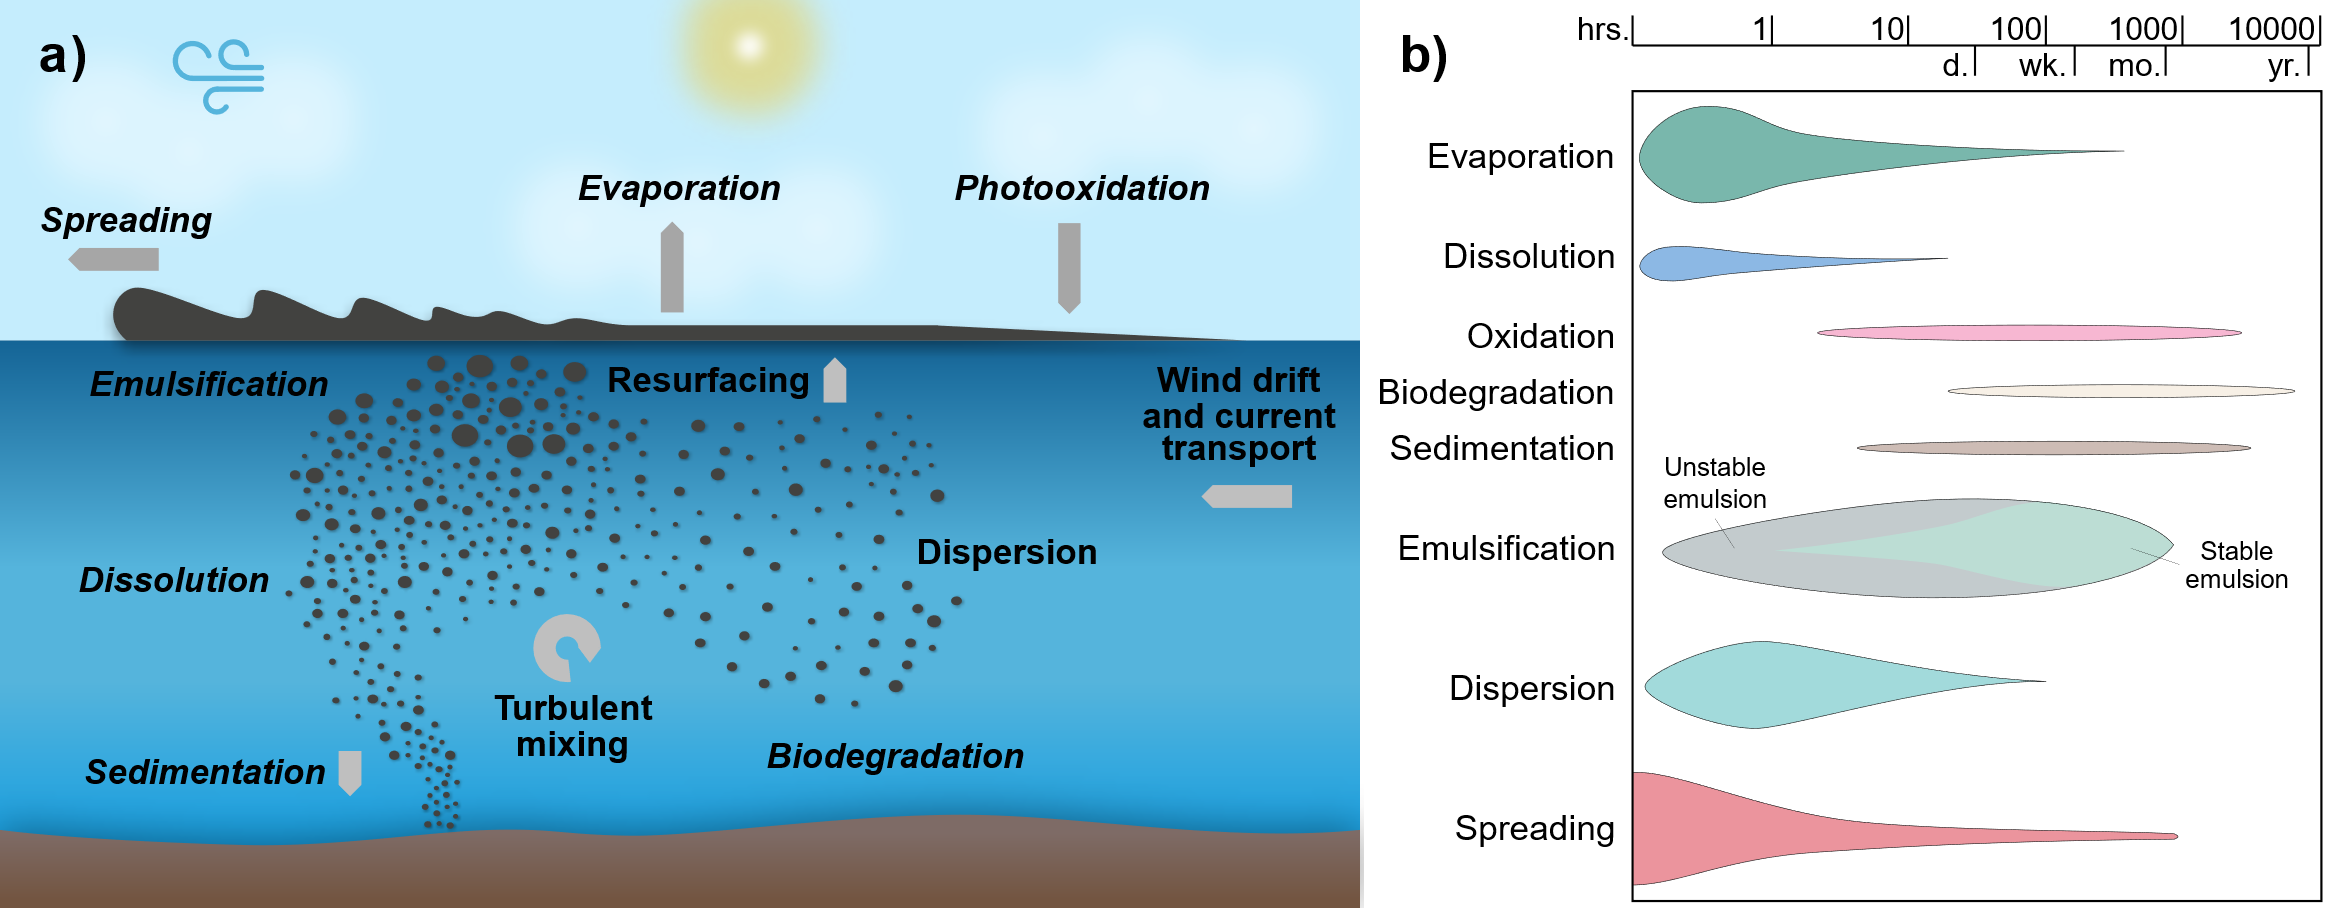 a)
Spreading
Evaporation
Photooxidation
Emulsification
Resurfacing
Wind drift
and current
transport
Dispersion
Dissolution
Turbulent
mixing
Sedimentation
Biodegradation
b)
hrs. 1 10 100 1000 10000
d. wk. mo. yr.
Evaporation
Dissolution
Oxidation
Biodegradation
Sedimentation
Unstable
emulsion
Emulsification
Stable
emulsion
Dispersion
Spreading